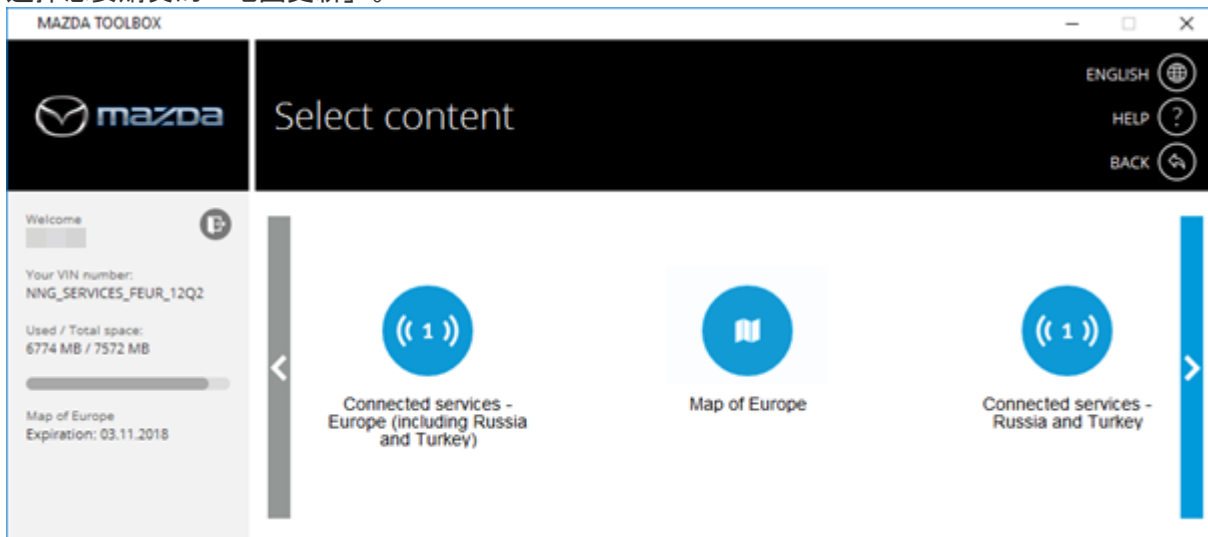 MAZDA TOOLBOX
mazda
Select content
ENGLISH
HELP
?
BACK
Welcome
Your VIN number:
NNG_SERVICES_FEUR_12Q2
Used / Total space:
6774 MB / 7572 MB
Map of Europe
Expiration: 03.11.2018
((1))
Connected services -
Europe (including Russia
and Turkey)
Map of Europe
((1))
Connected services -
Russia and Turkey